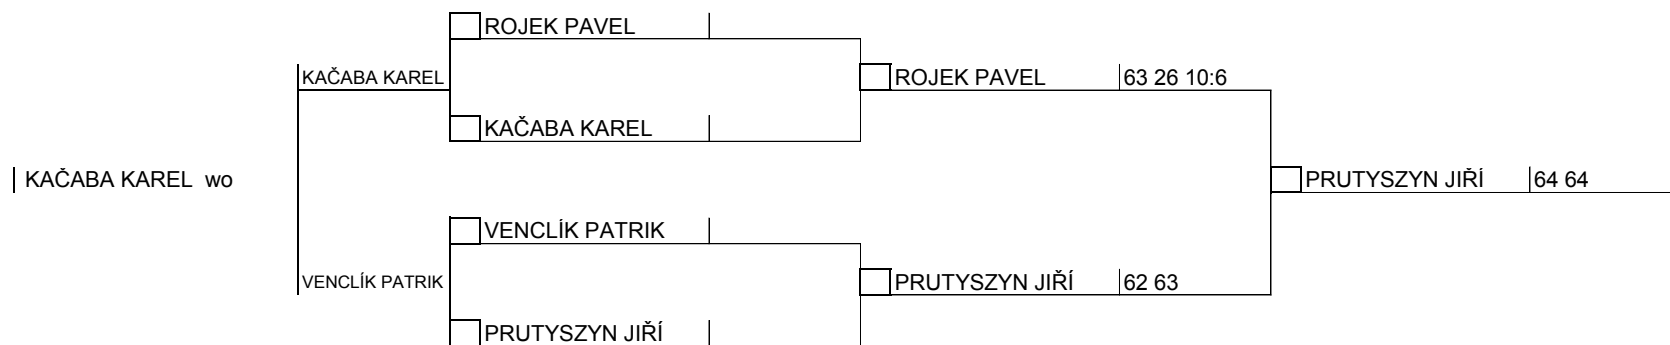 ROJEK PAVEL
KAČABA KAREL
ROJEK PAVEL 63 26 10:6
KAČABA KAREL
KAČABA KAREL wo
PRUTYSZYN JIŘÍ 64 64
VENCLÍK PATRIK
VENCLÍK PATRIK
PRUTYSZYN JIŘÍ 62 63
PRUTYSZYN JIŘÍ